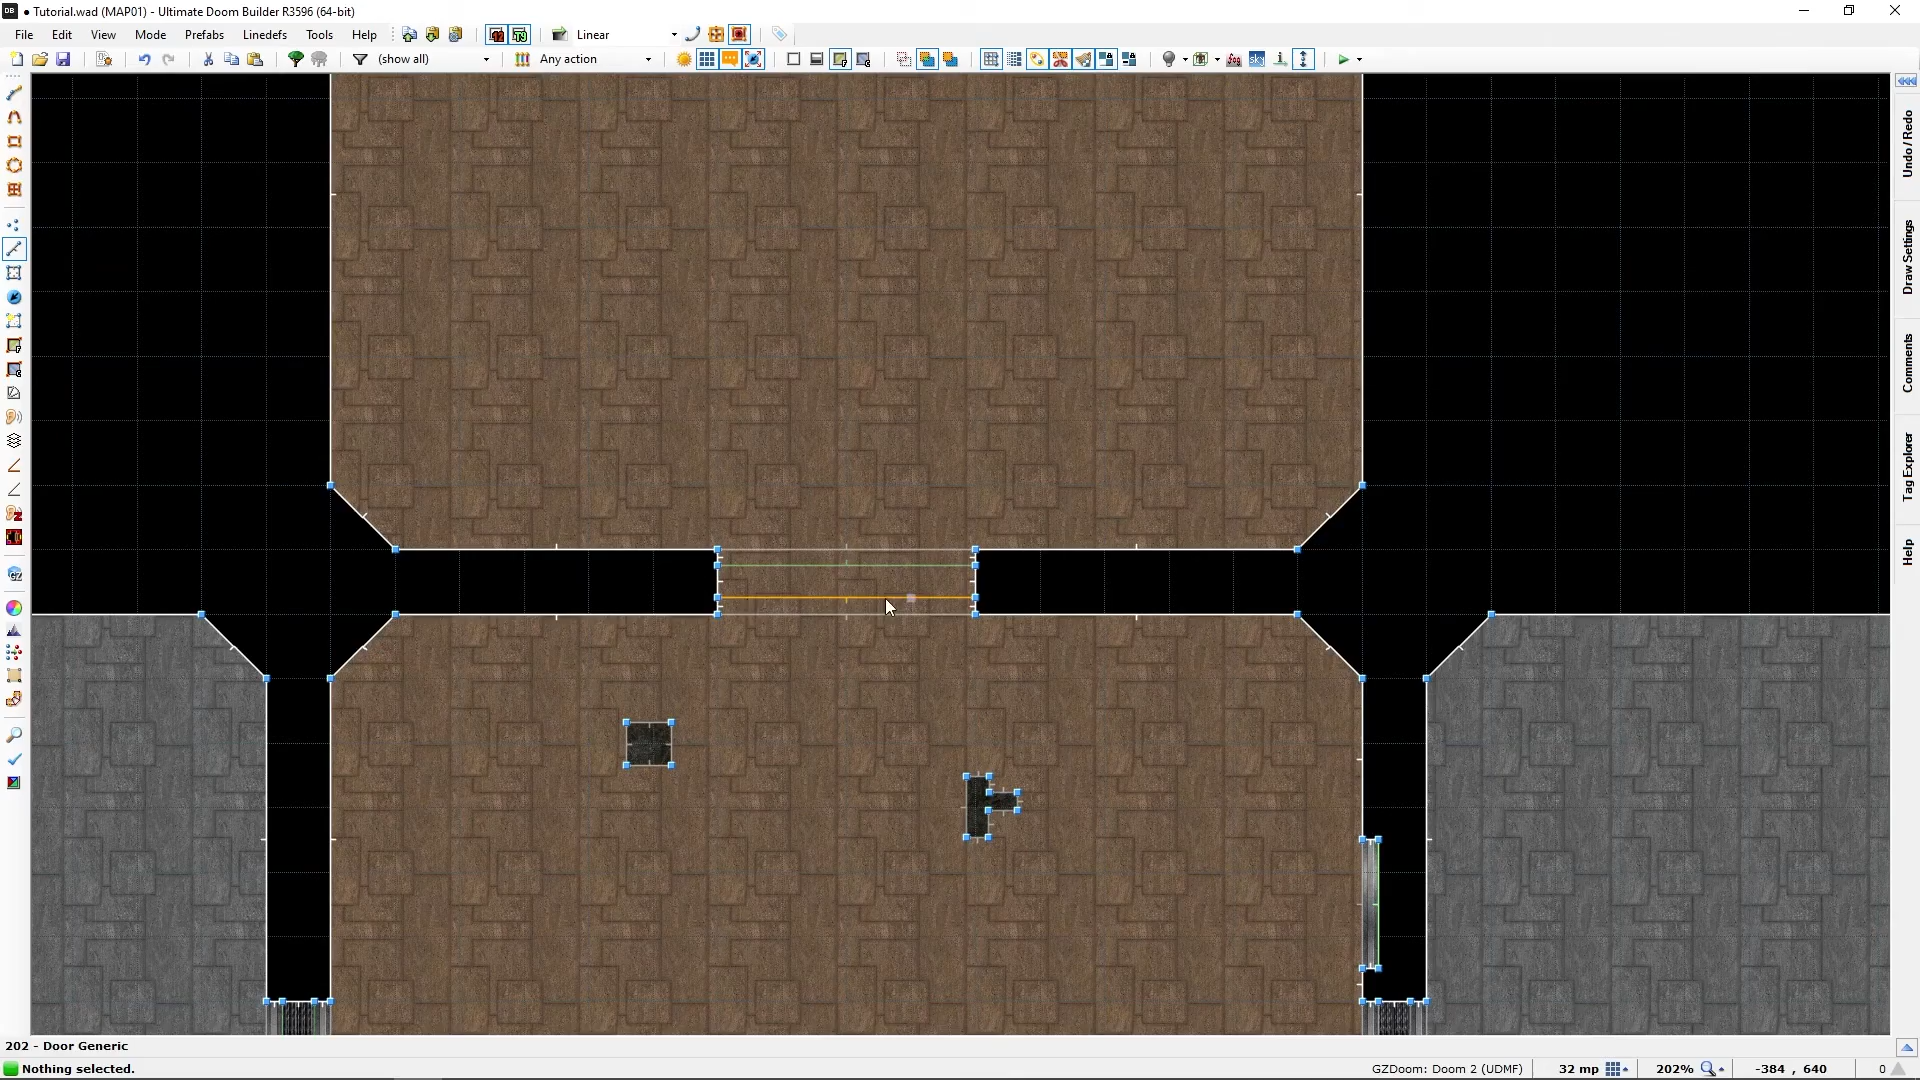 • Tutorial.wad (MAP01) - Ultimate Doom Builder R3596 (64-bit)
File Edit View Mode Prefabs Linedefs Tools Help Linear
(show all) Any action
Undo / Redo
Draw Settings
Comments
Tag Explorer
Help
202 - Door Generic
Nothing selected. GZDoom: Doom 2 (UDMF) 32 mp 202% -384 , 640 0